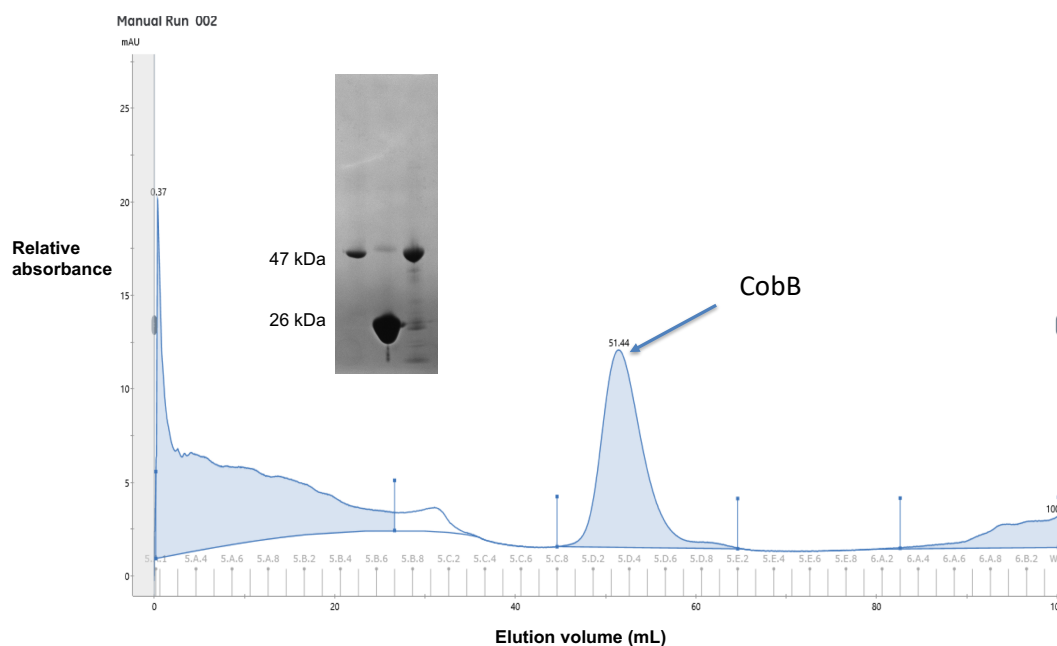 Manual Run 002
mAU
25
0.37
20
47 kDa
Relative
absorbance
CobB
26 kDa
15
51.44
10
5
100
5.A.4 5.A.6 5.A.8 5.B.2 5.B.4 5.B.6 5.B.8 5.C.2 5.C.4 5.C.6 5.C.8 5.D.2 5.D.4 5.D.6 5.D.8 5.E.2 5.E.4 5.E.6 5.E.8 6.A.2 6.A.4 6.A.6 6.A.8 6.B.2 W
0
0 20 40 60 80
Elution volume (mL)